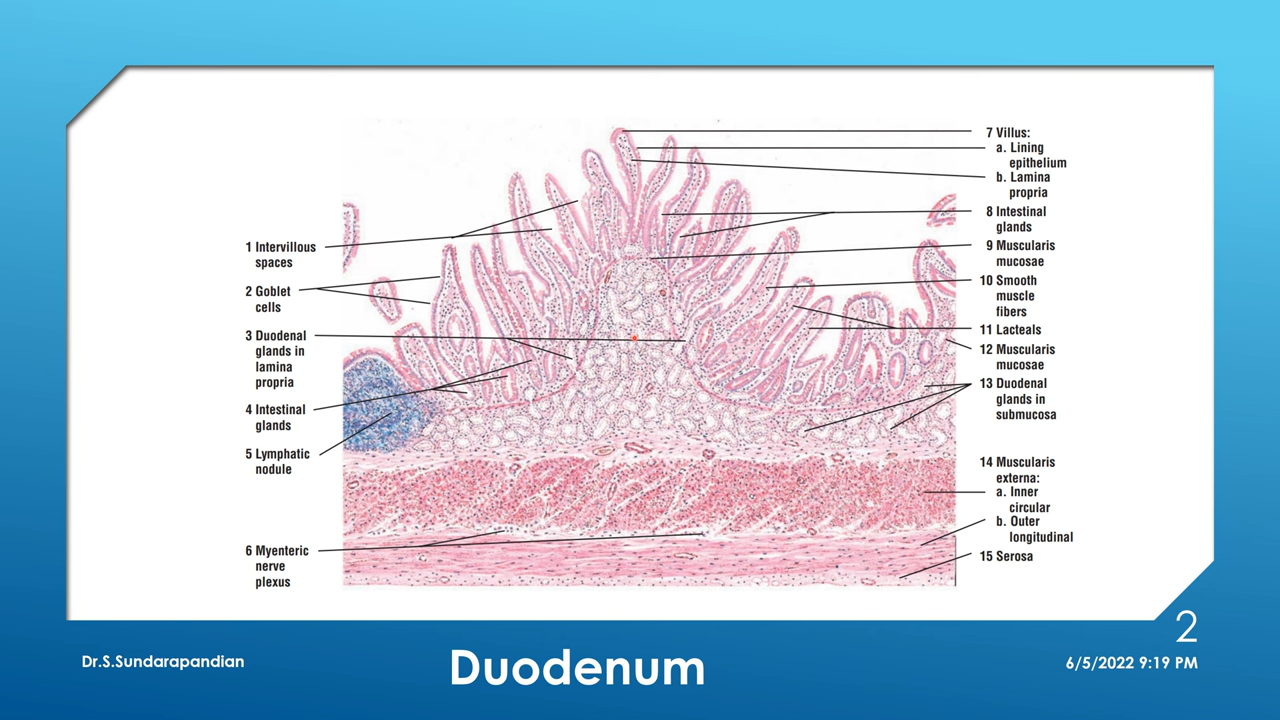 1 Intervillous
spaces
2 Goblet
cells
3 Duodenal
glands in
lamina
propria
4 Intestinal
glands
5 Lymphatic
nodule
6 Myenteric
nerve
plexus
7 Villus:
a. Lining
epithelium
b. Lamina
propria
8 Intestinal
glands
9 Muscularis
mucosae
10 Smooth
muscle
fibers
11 Lacteals
12 Muscularis
mucosae
13 Duodenal
glands in
submucosa
14 Muscularis
externa:
a. Inner
circular
b. Outer
longitudinal
15 Serosa
2
Dr.S.Sundarapandian
Duodenum
6/5/2022 9:19 PM